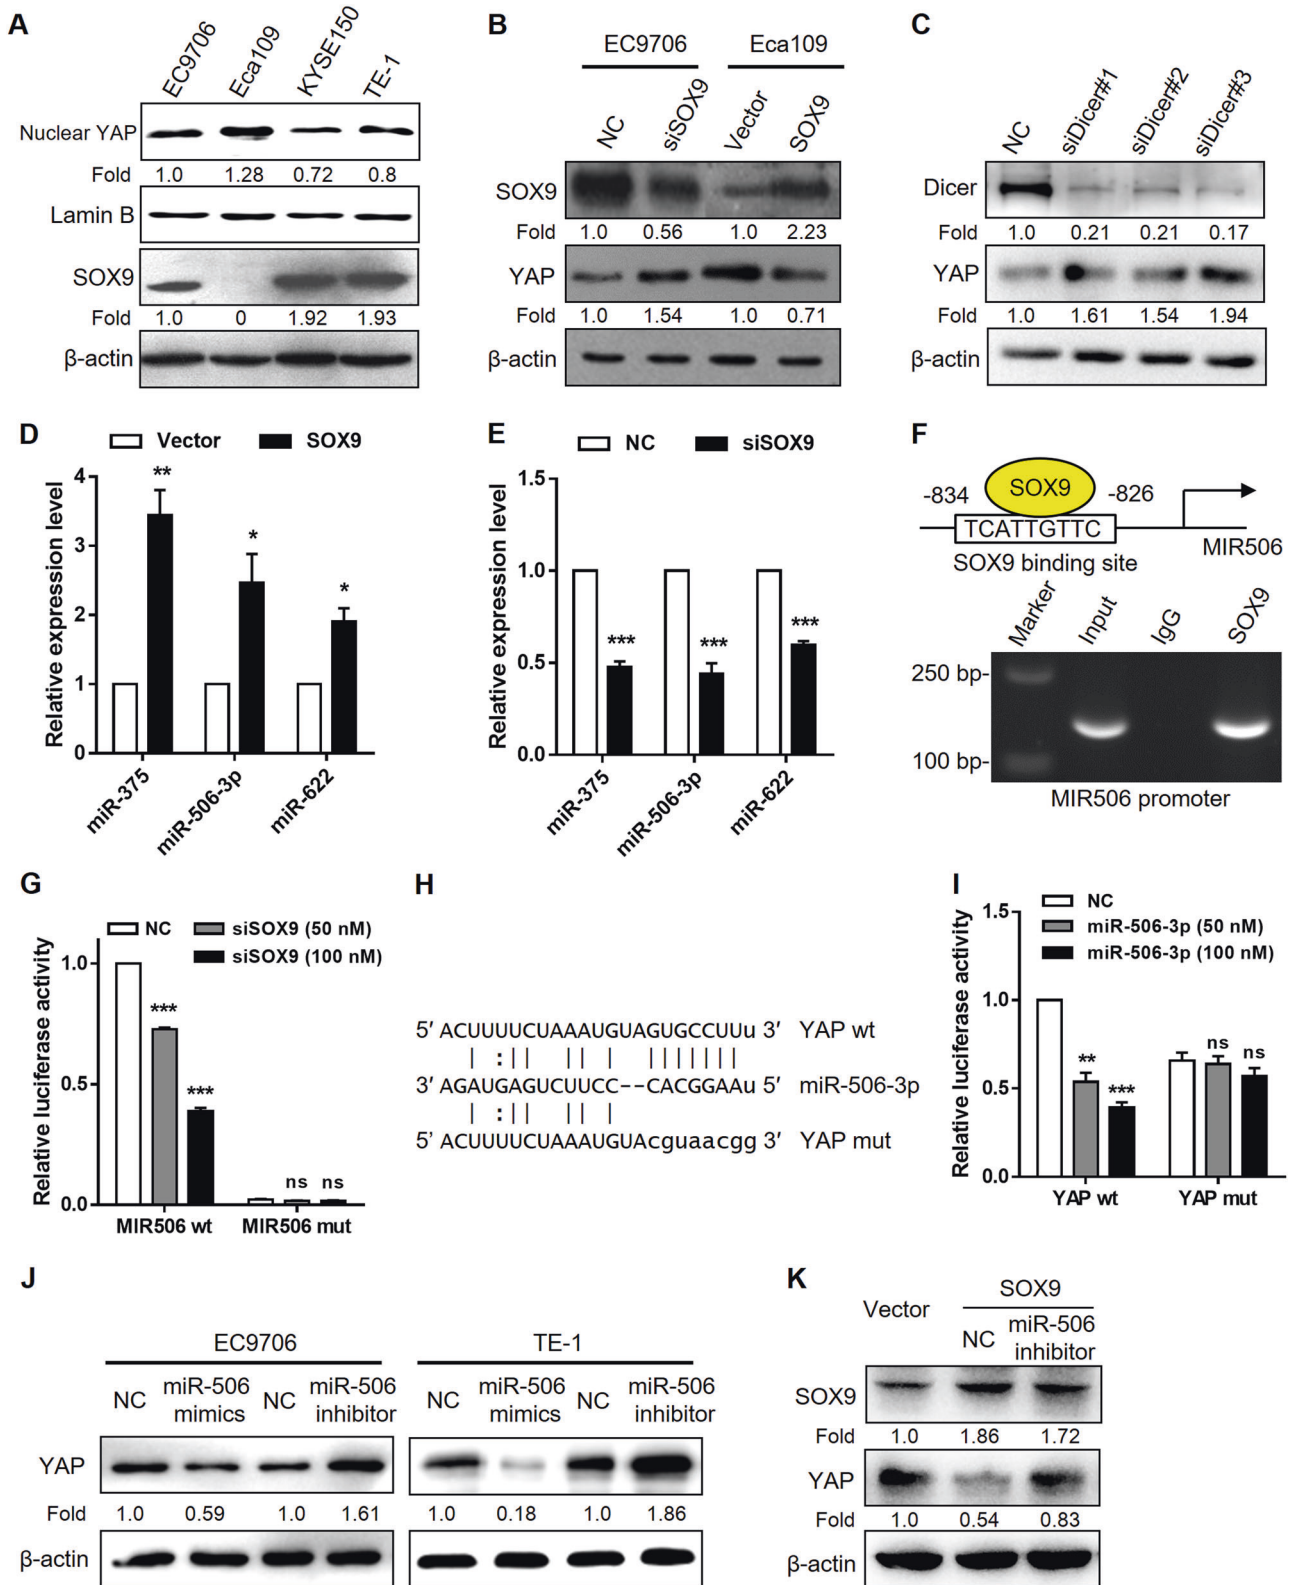 A
EC9706 Eca109 KYSE150 TE-1
Nuclear YAP
Fold 1.0 1.28 0.72 0.8
Lamin B
SOX9
Fold 1.0 0 1.92 1.93
β-actin
B
EC9706 Eca109
NC siSOX9 Vector SOX9
SOX9
Fold 1.0 0.56 1.0 2.23
YAP
Fold 1.0 1.54 1.0 0.71
β-actin
C
NC siDicer#1 siDicer#2 siDicer#3
Dicer
Fold 1.0 0.21 0.21 0.17
YAP
Fold 1.0 1.61 1.54 1.94
β-actin
D
Vector SOX9
Relative expression level
4
3
2
1
0
** * *
miR-375 miR-506-3p miR-622
E
NC siSOX9
Relative expression level
1.5
1.0
0.5
0.0
*** *** ***
miR-375 miR-506-3p miR-622
F
-834 SOX9 -826
TCATTGTTC
MIR506
SOX9 binding site
Marker Input IgG SOX9
250 bp-
100 bp-
MIR506 promoter
G
NC siSOX9 (50 nM)
siSOX9 (100 nM)
Relative luciferase activity
1.0
0.5
0.0
*** *** ns ns
MIR506 wt MIR506 mut
H
5′ ACUUUUCUAAAUGUAGUGCCUUu 3′ YAP wt
| :|| || | |||||||
3′ AGAUGAGUCUUCC--CACGGAAu 5′ miR-506-3p
| :|| || |
5' ACUUUUCUAAAUGUAcguaacgg 3′ YAP mut
I
NC
miR-506-3p (50 nM)
miR-506-3p (100 nM)
Relative luciferase activity
1.5
1.0
0.5
0.0
** *** ns ns
YAP wt YAP mut
J
EC9706 TE-1
NC miR-506 mimics NC miR-506 inhibitor NC miR-506 mimics NC miR-506 inhibitor
YAP
Fold 1.0 0.59 1.0 1.61 1.0 0.18 1.0 1.86
β-actin
K
SOX9
Vector NC miR-506 inhibitor
SOX9
Fold 1.0 1.86 1.72
YAP
Fold 1.0 0.54 0.83
β-actin